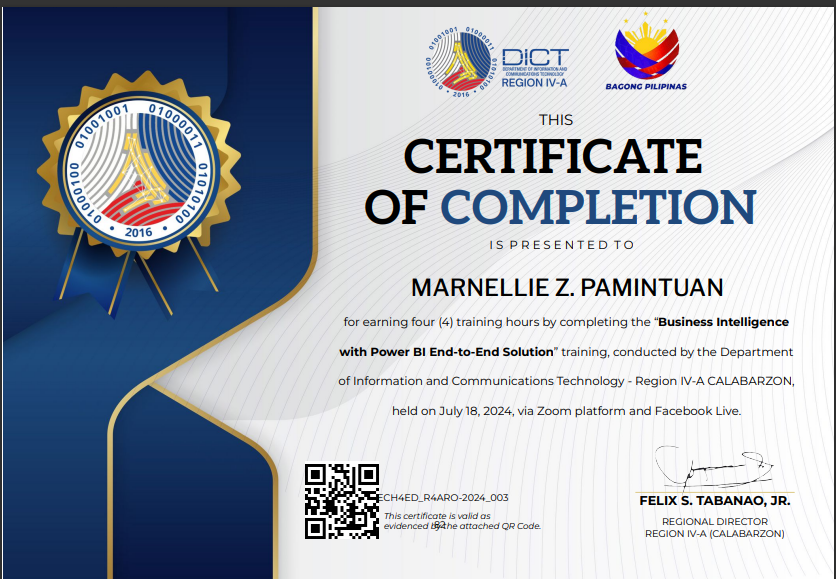 DICT
DEPARTMENT OF INFORMATION AND
COMMUNICATIONS TECHNOLOGY
REGION IV-A
01000100 01001001 01000011 01010100
• 2016 •
BAGONG PILIPINAS
01000100 01001001 01000011 01010100
• 2016 •
THIS
CERTIFICATE
OF COMPLETION
IS PRESENTED TO
MARNELLIE Z. PAMINTUAN
for earning four (4) training hours by completing the “Business Intelligence
with Power BI End-to-End Solution” training, conducted by the Department
of Information and Communications Technology - Region IV-A CALABARZON,
held on July 18, 2024, via Zoom platform and Facebook Live.
ECH4ED_R4ARO-2024_003
82
This certificate is valid as
evidenced by the attached QR Code.
FELIX S. TABANAO, JR.
REGIONAL DIRECTOR
REGION IV-A (CALABARZON)